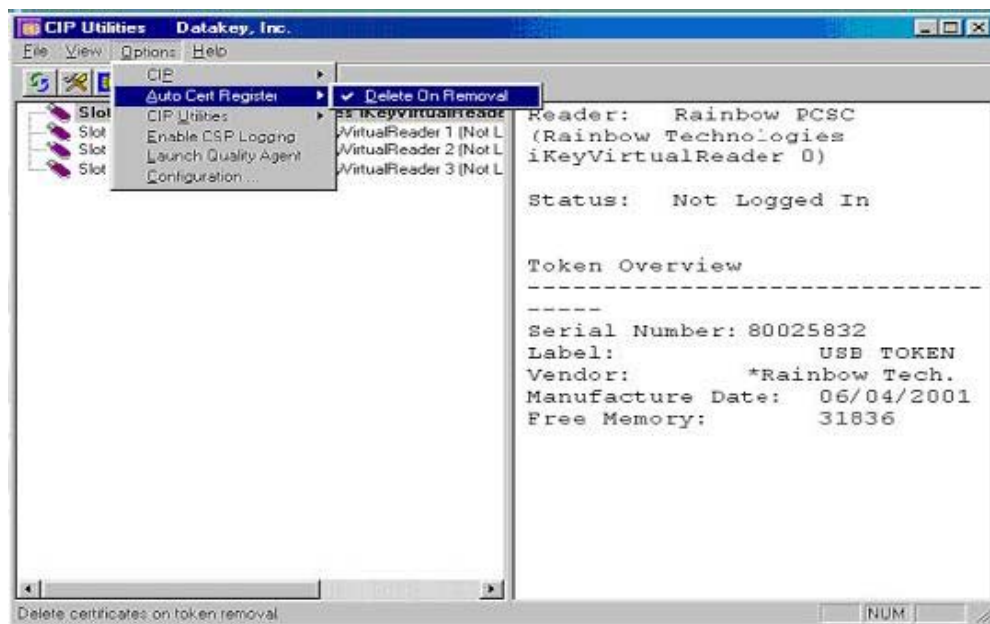 CIP Utilities Datakey, Inc.
File View Options Help
CIP
Auto Cert Register
Delete On Removal
CIP Utilities
Enable CSP Logging
Launch Quality Agent
Configuration ...
Slot
Slot VirtualReader 1 (Not L
Slot VirtualReader 2 (Not L
Slot VirtualReader 3 (Not L
Reader: Rainbow PCSC
(Rainbow Technologies
iKeyVirtualReader 0)
Status: Not Logged In
Token Overview
------------------------------
-----
Serial Number: 80025832
Label: USB TOKEN
Vendor: *Rainbow Tech.
Manufacture Date: 06/04/2001
Free Memory: 31836
Delete certificates on token removal
NUM